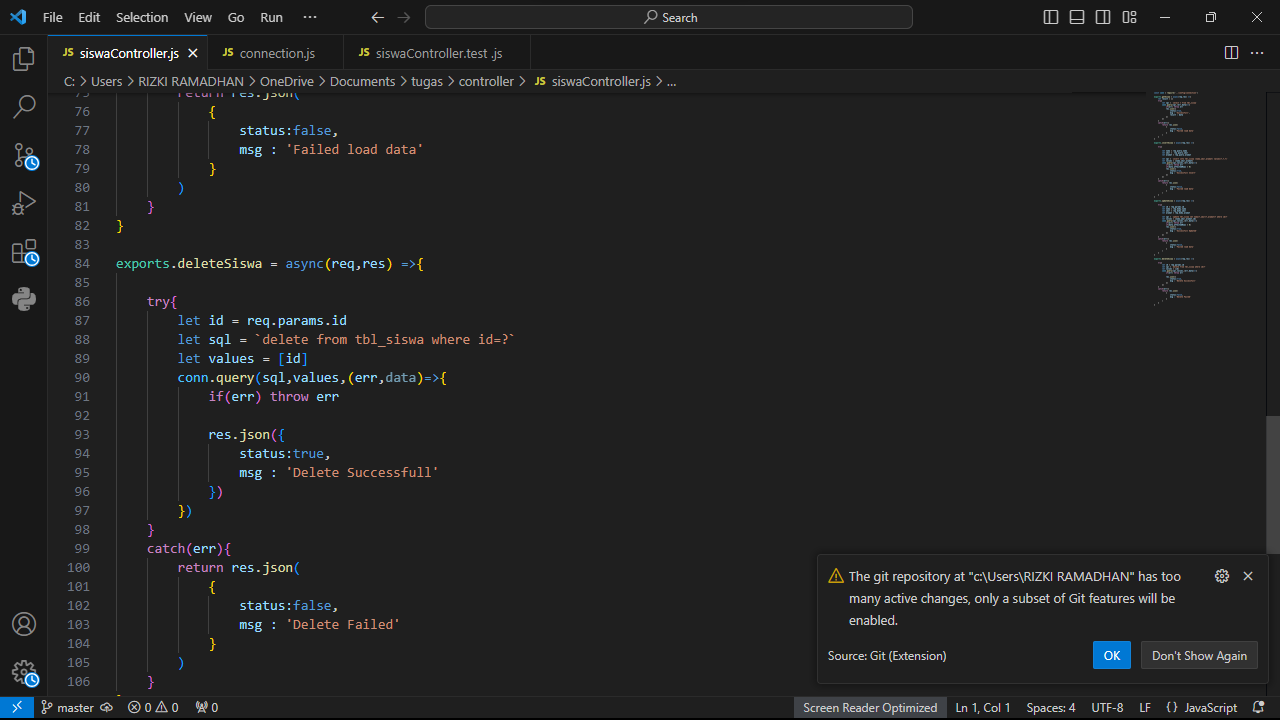 File Edit Selection View Go Run ··· Search
JS siswaController.js JS connection.js JS siswaController.test .js ···
C: > Users > RIZKI RAMADHAN > OneDrive > Documents > tugas > controller > JS siswaController.js > ...
75 return res.json(
76 {
77 status:false,
78 msg : 'Failed load data'
79 }
80 )
81 }
82 }
83
84 exports.deleteSiswa = async(req,res) =>{
85
86 try{
87 let id = req.params.id
88 let sql = `delete from tbl_siswa where id=?`
89 let values = [id]
90 conn.query(sql,values,(err,data)=>{
91 if(err) throw err
92
93 res.json({
94 status:true,
95 msg : 'Delete Successfull'
96 })
97 })
98 }
99 catch(err){
100 return res.json(
101 {
102 status:false,
103 msg : 'Delete Failed'
104 }
105 )
106 }
The git repository at "c:\Users\RIZKI RAMADHAN" has too
many active changes, only a subset of Git features will be
enabled.
Source: Git (Extension) OK Don't Show Again
master 0 0 0 Screen Reader Optimized Ln 1, Col 1 Spaces: 4 UTF-8 LF {} JavaScript